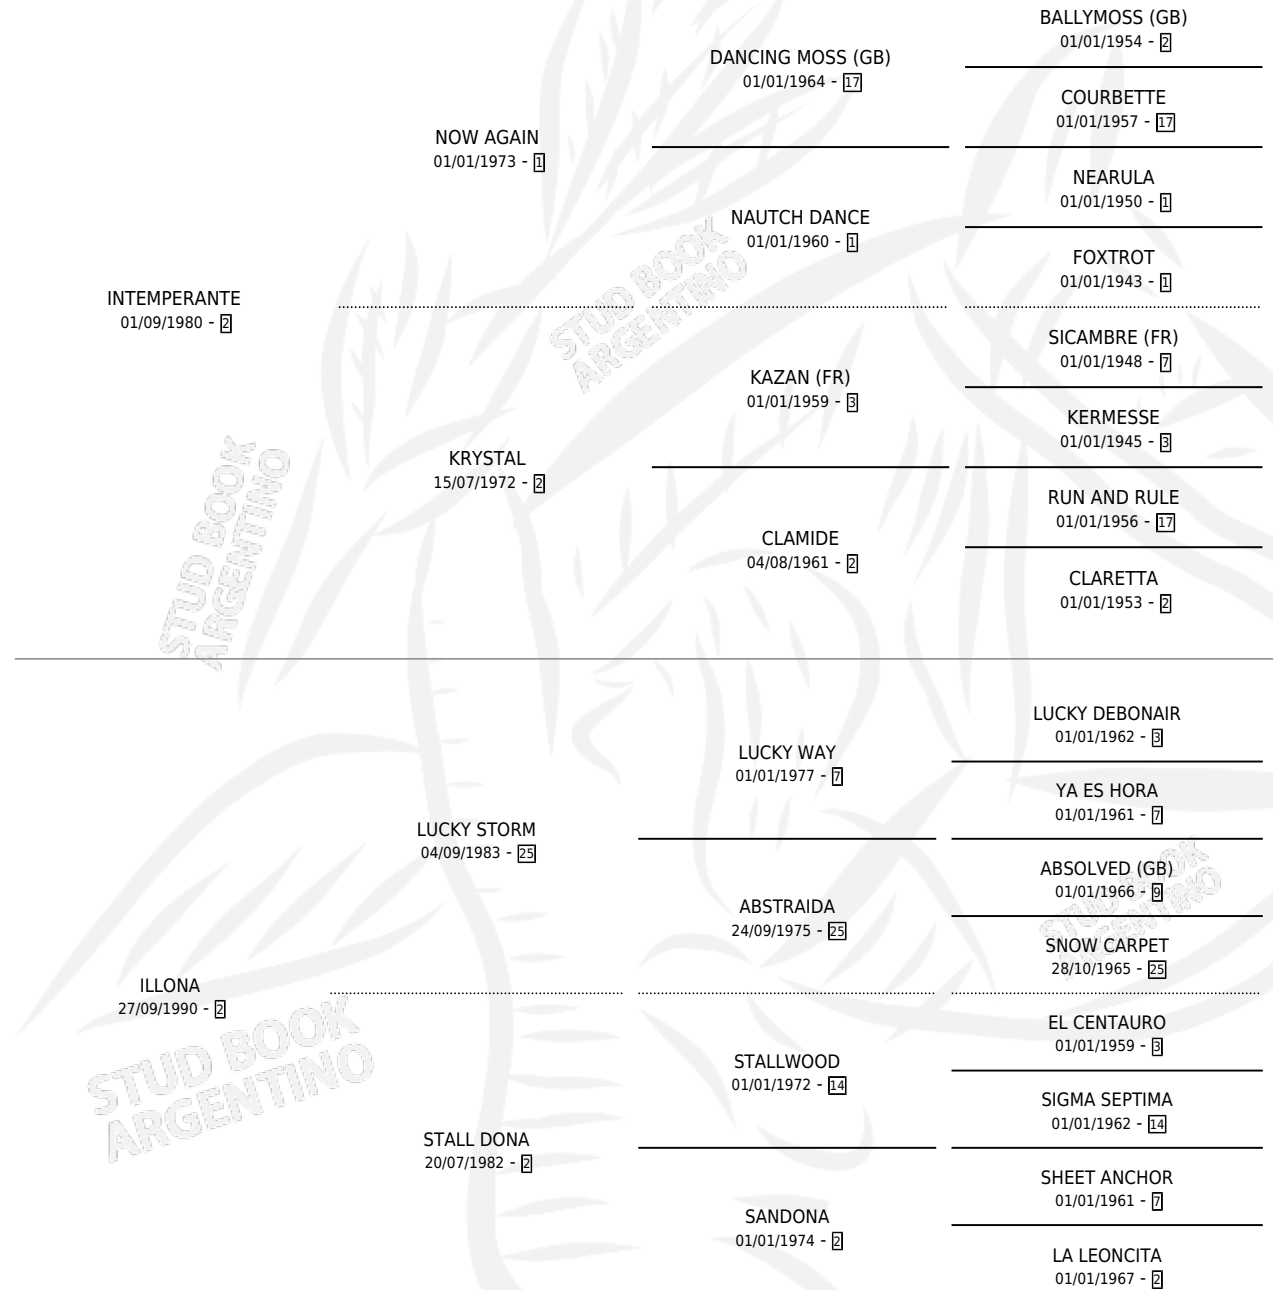 BALLYMOSS (GB)
01/01/1954 - 2
DANCING MOSS (GB)
01/01/1964 - 17
COURBETTE
01/01/1957 - 17
NOW AGAIN
01/01/1973 - 1
NEARULA
01/01/1950 - 1
NAUTCH DANCE
01/01/1960 - 1
FOXTROT
01/01/1943 - 1
INTEMPERANTE
01/09/1980 - 2
STUD BOOK
ARGENTINO
SICAMBRE (FR)
01/01/1948 - 7
KAZAN (FR)
01/01/1959 - 3
KERMESSE
01/01/1945 - 3
KRYSTAL
15/07/1972 - 2
RUN AND RULE
01/01/1956 - 17
CLAMIDE
04/08/1961 - 2
CLARETTA
01/01/1953 - 2
STUD BOOK
ARGENTINO
LUCKY DEBONAIR
01/01/1962 - 3
LUCKY WAY
01/01/1977 - 7
YA ES HORA
01/01/1961 - 7
LUCKY STORM
04/09/1983 - 25
ABSOLVED (GB)
01/01/1966 - 9
ABSTRAIDA
24/09/1975 - 25
STUD BOOK
ARGENTINO
SNOW CARPET
28/10/1965 - 25
ILLONA
27/09/1990 - 2
EL CENTAURO
01/01/1959 - 3
STALLWOOD
01/01/1972 - 14
STUD BOOK
ARGENTINO
SIGMA SEPTIMA
01/01/1962 - 14
STALL DONA
20/07/1982 - 2
SHEET ANCHOR
01/01/1961 - 7
SANDONA
01/01/1974 - 2
LA LEONCITA
01/01/1967 - 2